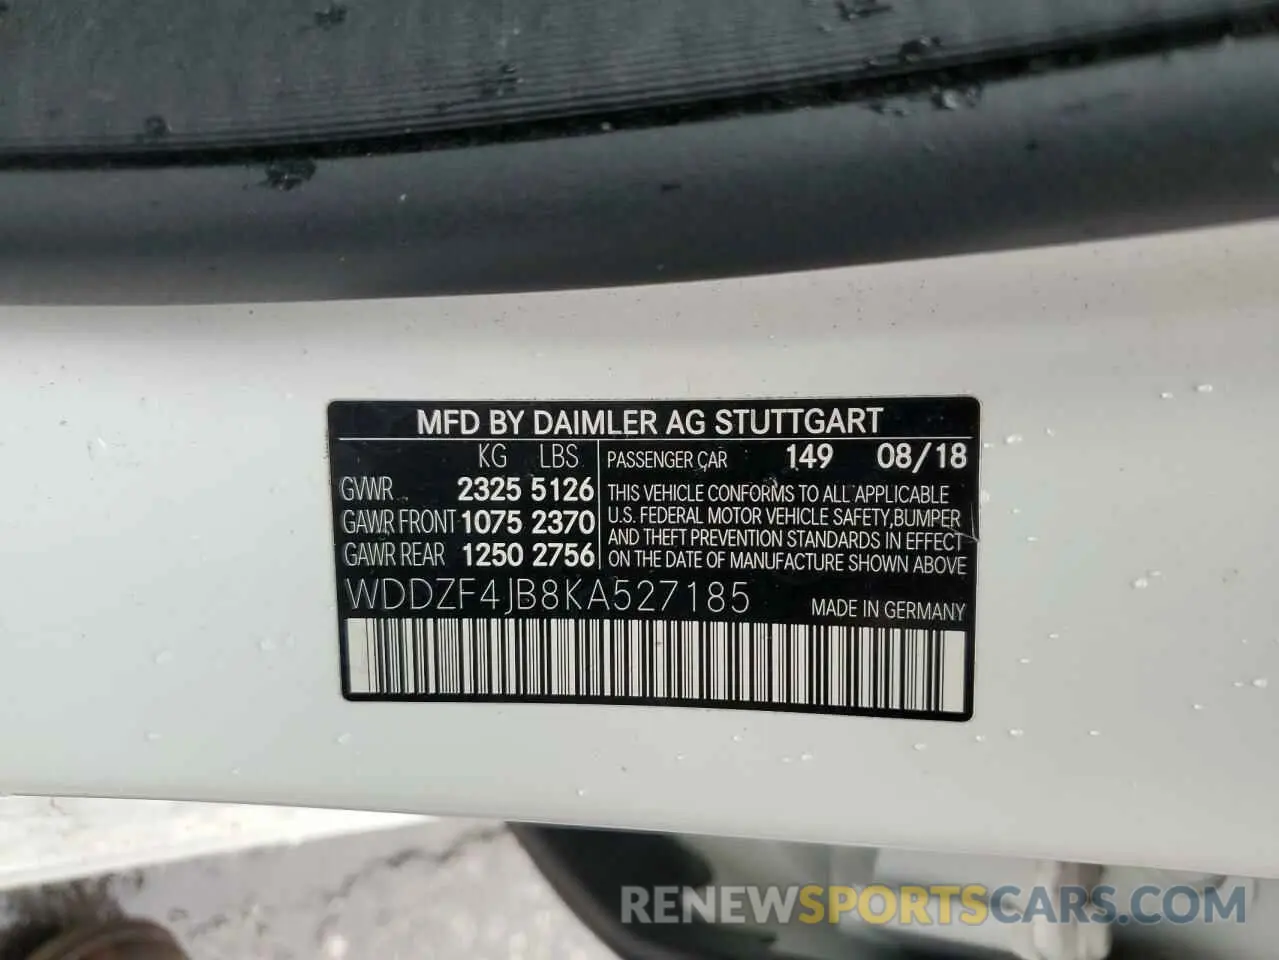 MFD BY DAIMLER AG STUTTGART
KG LBS
GVWR 2325 5126
GAWR FRONT 1075 2370
GAWR REAR 1250 2756
PASSENGER CAR 149 08/18
THIS VEHICLE CONFORMS TO ALL APPLICABLE
U.S. FEDERAL MOTOR VEHICLE SAFETY,BUMPER
AND THEFT PREVENTION STANDARDS IN EFFECT
ON THE DATE OF MANUFACTURE SHOWN ABOVE
WDDZF4JB8KA527185 MADE IN GERMANY
RENEWSPORTSCARS.COM